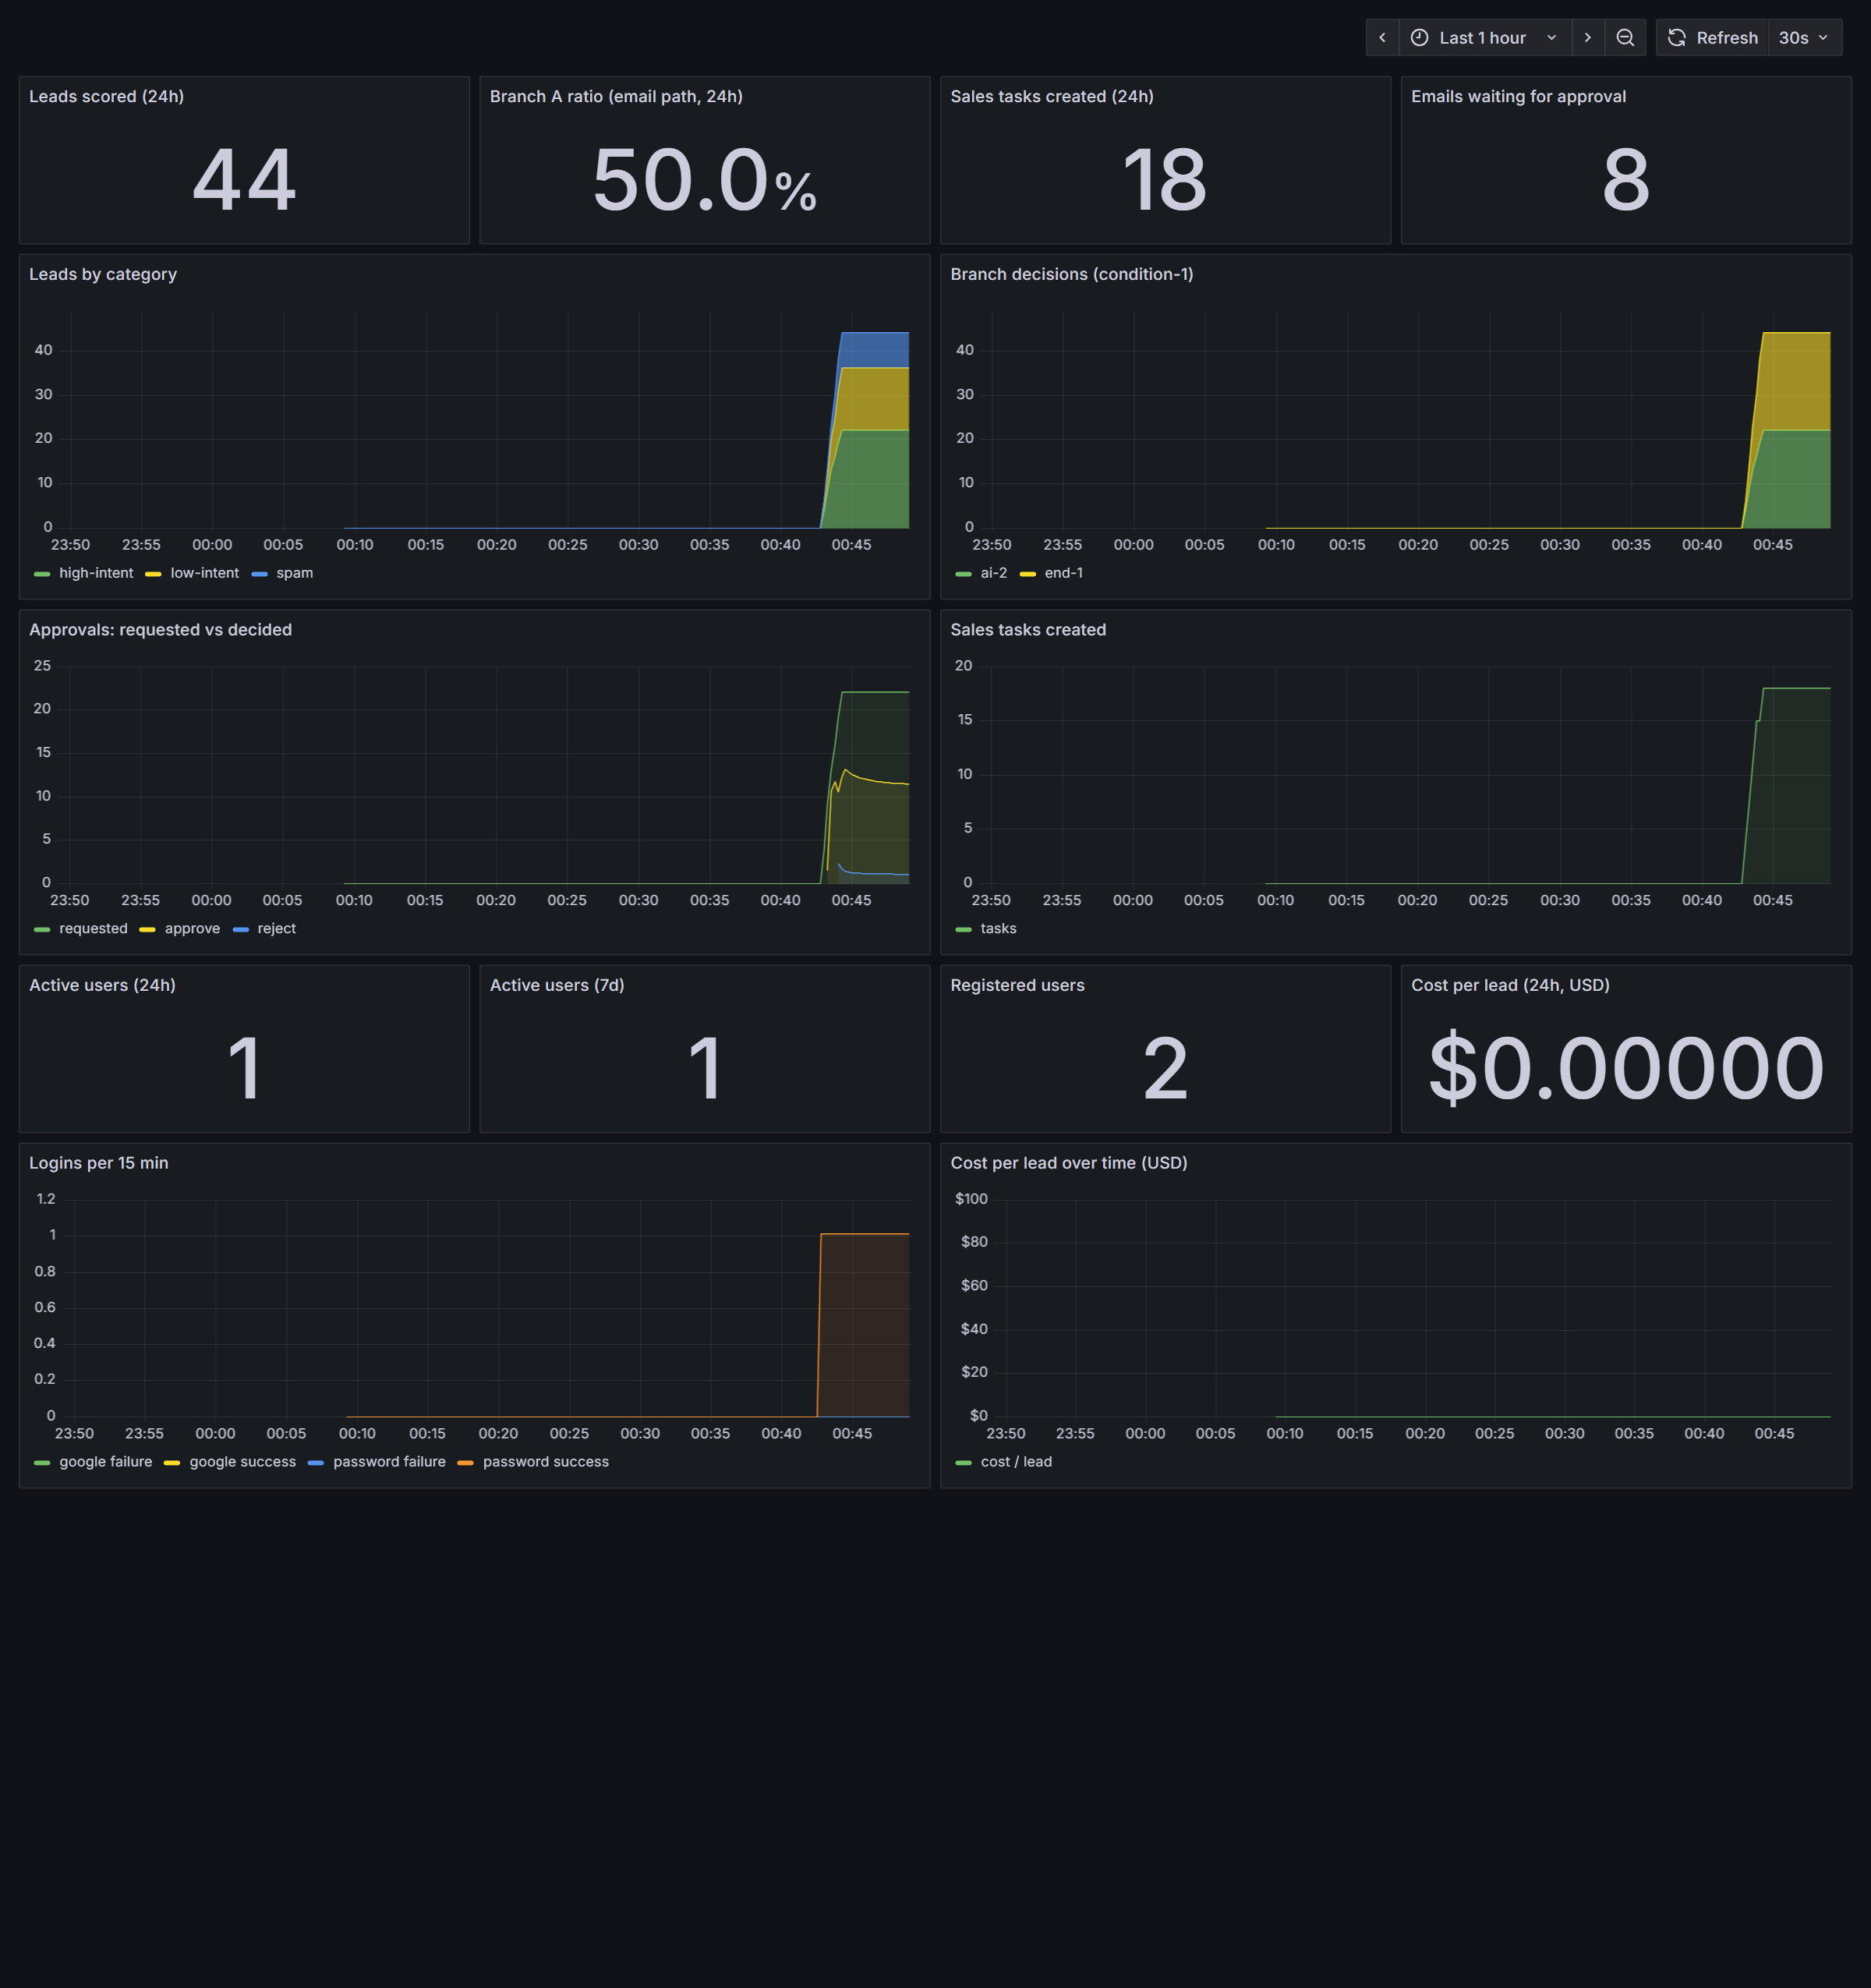 Last 1 hour Refresh 30s
Leads scored (24h)
44
Branch A ratio (email path, 24h)
50.0%
Sales tasks created (24h)
18
Emails waiting for approval
8
Leads by category
40
30
20
10
0
23:50 23:55 00:00 00:05 00:10 00:15 00:20 00:25 00:30 00:35 00:40 00:45
high-intent low-intent spam
Branch decisions (condition-1)
40
30
20
10
0
23:50 23:55 00:00 00:05 00:10 00:15 00:20 00:25 00:30 00:35 00:40 00:45
ai-2 end-1
Approvals: requested vs decided
25
20
15
10
5
0
23:50 23:55 00:00 00:05 00:10 00:15 00:20 00:25 00:30 00:35 00:40 00:45
requested approve reject
Sales tasks created
20
15
10
5
0
23:50 23:55 00:00 00:05 00:10 00:15 00:20 00:25 00:30 00:35 00:40 00:45
tasks
Active users (24h)
1
Active users (7d)
1
Registered users
2
Cost per lead (24h, USD)
$0.00000
Logins per 15 min
1.2
1
0.8
0.6
0.4
0.2
0
23:50 23:55 00:00 00:05 00:10 00:15 00:20 00:25 00:30 00:35 00:40 00:45
google failure google success password failure password success
Cost per lead over time (USD)
$100
$80
$60
$40
$20
$0
23:50 23:55 00:00 00:05 00:10 00:15 00:20 00:25 00:30 00:35 00:40 00:45
cost / lead